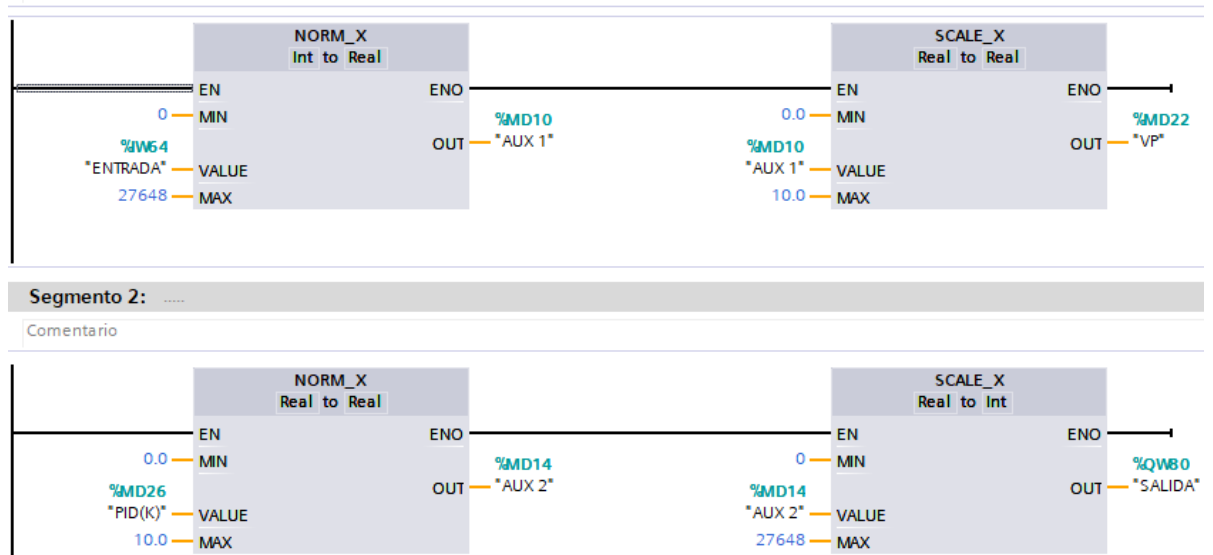 NORM_X
Int to Real
EN
ENO
0
MIN
%IW64
"ENTRADA"
VALUE
27648
MAX
%MD10
OUT
"AUX 1"
SCALE_X
Real to Real
EN
ENO
0.0
MIN
%MD10
"AUX 1"
VALUE
10.0
MAX
%MD22
OUT
"VP"
Segmento 2: .....
Comentario
NORM_X
Real to Real
EN
ENO
0.0
MIN
%MD26
"PID(K)"
VALUE
10.0
MAX
%MD14
OUT
"AUX 2"
SCALE_X
Real to Int
EN
ENO
0
MIN
%MD14
"AUX 2"
VALUE
27648
MAX
%QW80
OUT
"SALIDA"